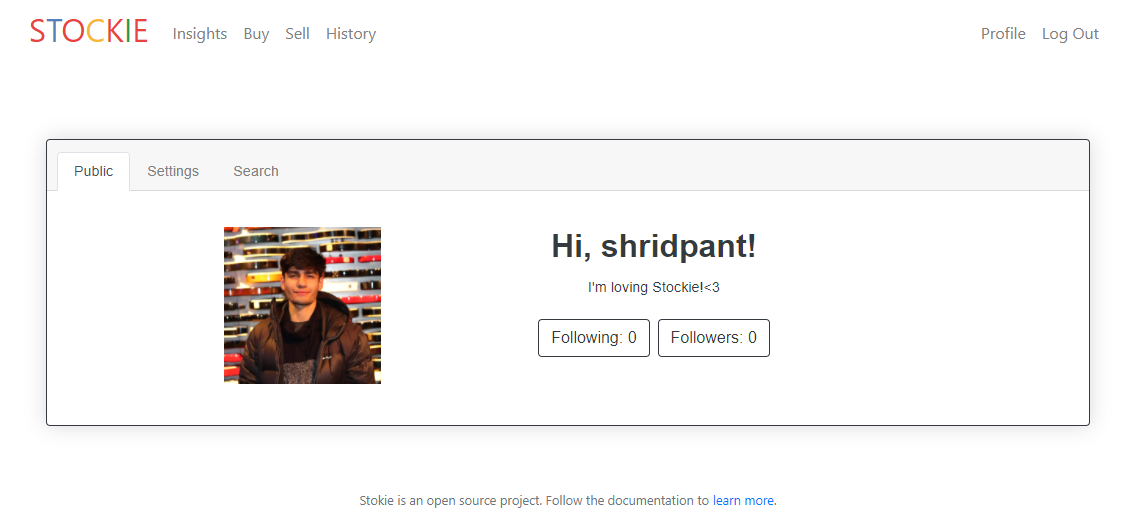 STOCKIE Insights Buy Sell History Profile Log Out
Public Settings Search
Hi, shridpant!
I'm loving Stockie!<3
Following: 0 Followers: 0
Stokie is an open source project. Follow the documentation to learn more.